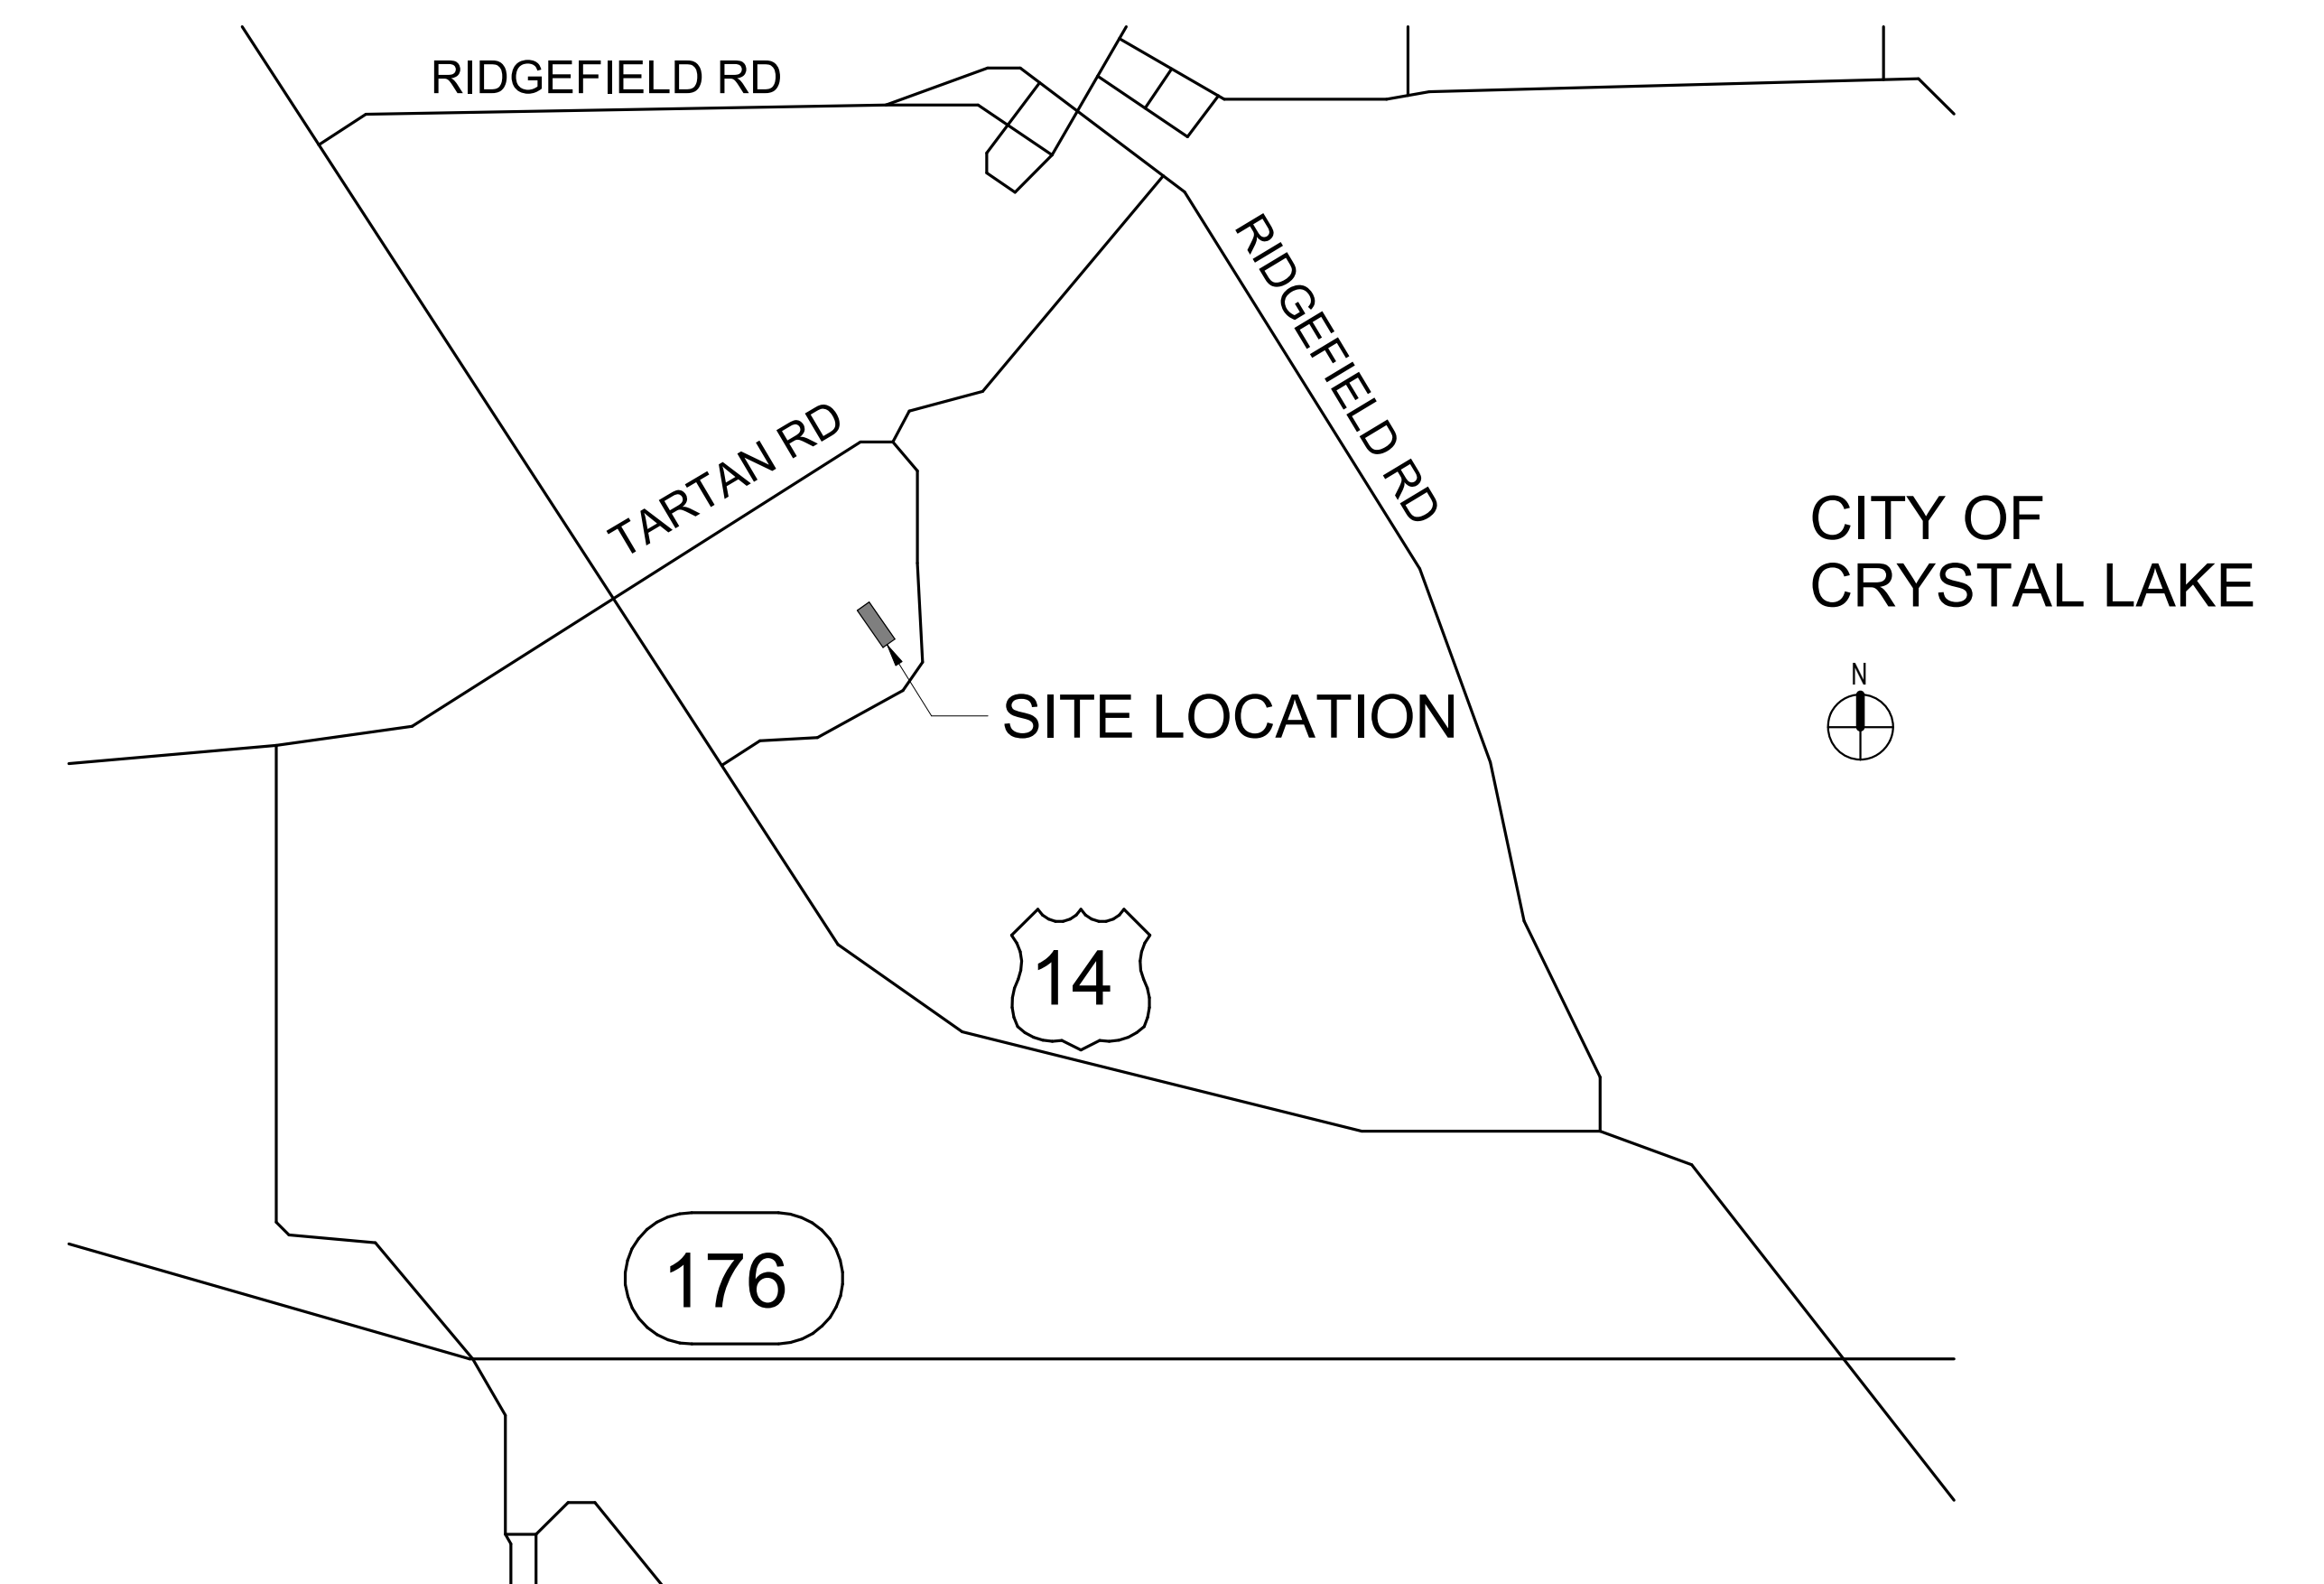 RIDGEFIELD RD
RIDGEFIELD RD
TARTAN RD
CITY OF
CRYSTAL LAKE
N
SITE LOCATION
14
176